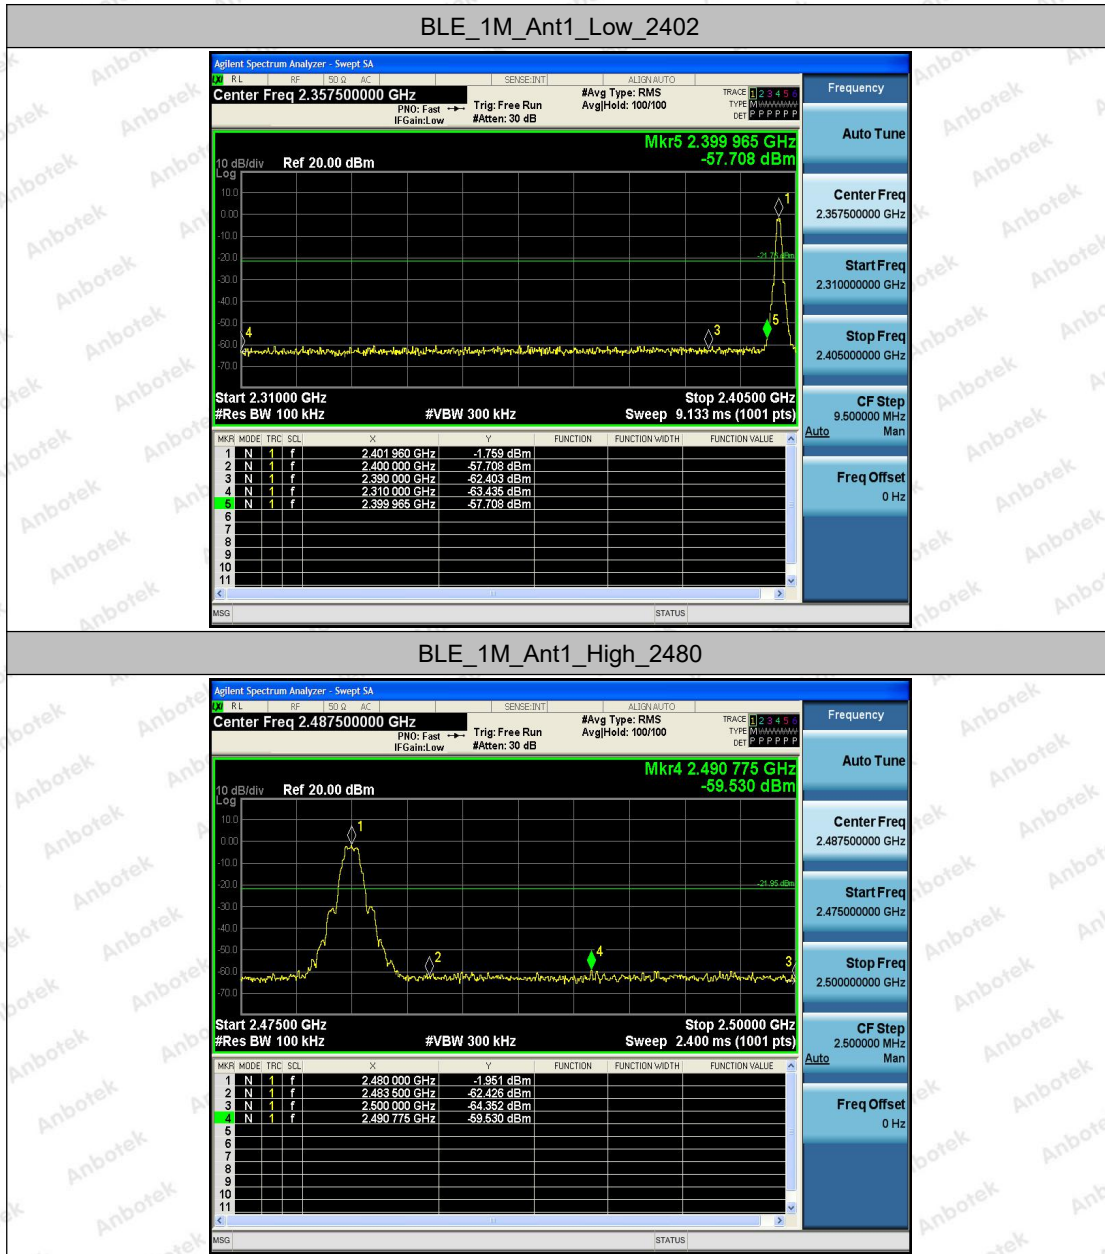 BLE_1M_Ant1_Low_2402
Agilent Spectrum Analyzer - Swept SA
LXI RL RF 50 Ω AC SENSE:INT ALIGNAUTO
Center Freq 2.357500000 GHz
PNO: Fast
IFGain:Low
Trig: Free Run
#Atten: 30 dB
#Avg Type: RMS
Avg|Hold: 100/100
TRACE 1 2 3 4 5 6
TYPE M WWWWW
DET P P P P P P
Mkr5 2.399 965 GHz
-57.708 dBm
10 dB/div Ref 20.00 dBm
Log
10.0
0.00
-10.0
-20.0
-30.0
-40.0
-50.0
-60.0
-70.0
1
-21.75 dBm
4
3
5
Start 2.31000 GHz Stop 2.40500 GHz
#Res BW 100 kHz #VBW 300 kHz Sweep 9.133 ms (1001 pts)
MKR MODE TRC SCL X Y FUNCTION FUNCTION WIDTH FUNCTION VALUE
1 N 1 f 2.401 960 GHz -1.759 dBm
2 N 1 f 2.400 000 GHz -57.708 dBm
3 N 1 f 2.390 000 GHz -62.403 dBm
4 N 1 f 2.310 000 GHz -63.435 dBm
5 N 1 f 2.399 965 GHz -57.708 dBm
6
7
8
9
10
11
MSG STATUS
Frequency
Auto Tune
Center Freq
2.357500000 GHz
Start Freq
2.310000000 GHz
Stop Freq
2.405000000 GHz
CF Step
9.500000 MHz
Auto Man
Freq Offset
0 Hz
BLE_1M_Ant1_High_2480
Agilent Spectrum Analyzer - Swept SA
LXI RL RF 50 Ω AC SENSE:INT ALIGNAUTO
Center Freq 2.487500000 GHz
PNO: Fast
IFGain:Low
Trig: Free Run
#Atten: 30 dB
#Avg Type: RMS
Avg|Hold: 100/100
TRACE 1 2 3 4 5 6
TYPE M WWWWW
DET P P P P P P
Mkr4 2.490 775 GHz
-59.530 dBm
10 dB/div Ref 20.00 dBm
Log
10.0
0.00
-10.0
-20.0
-30.0
-40.0
-50.0
-60.0
-70.0
1
-21.95 dBm
2
4
3
Start 2.47500 GHz Stop 2.50000 GHz
#Res BW 100 kHz #VBW 300 kHz Sweep 2.400 ms (1001 pts)
MKR MODE TRC SCL X Y FUNCTION FUNCTION WIDTH FUNCTION VALUE
1 N 1 f 2.480 000 GHz -1.951 dBm
2 N 1 f 2.483 500 GHz -62.426 dBm
3 N 1 f 2.500 000 GHz -64.352 dBm
4 N 1 f 2.490 775 GHz -59.530 dBm
5
6
7
8
9
10
11
MSG STATUS
Frequency
Auto Tune
Center Freq
2.487500000 GHz
Start Freq
2.475000000 GHz
Stop Freq
2.500000000 GHz
CF Step
2.500000 MHz
Auto Man
Freq Offset
0 Hz
Anbotek